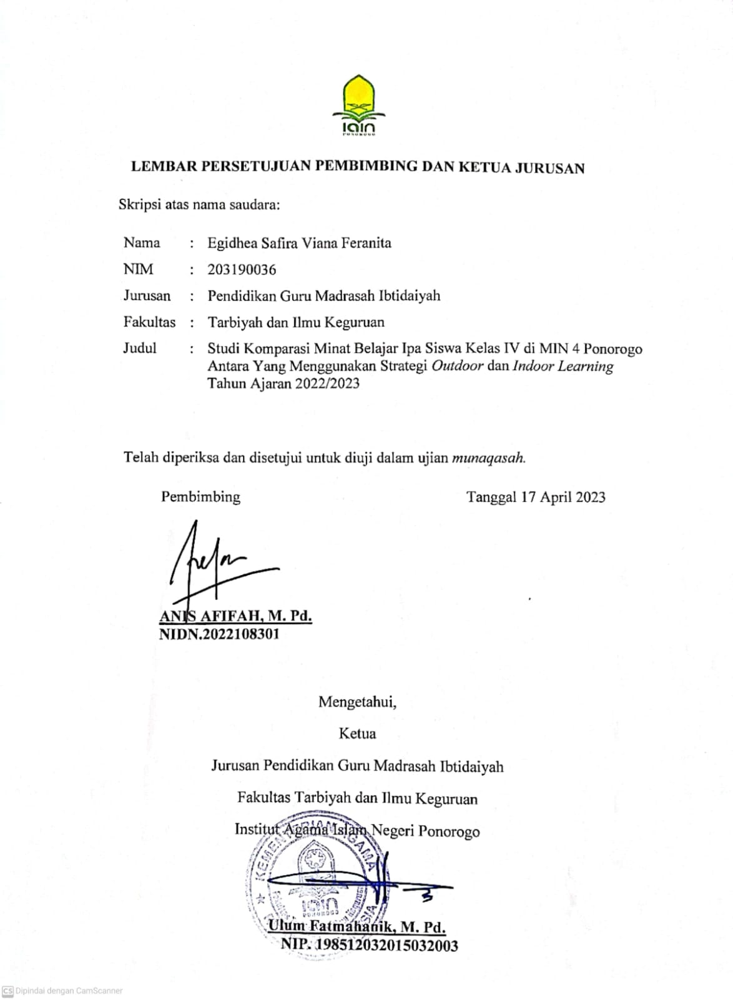 iain
PONOROGO
LEMBAR PERSETUJUAN PEMBIMBING DAN KETUA JURUSAN
Skripsi atas nama saudara:
Nama : Egidhea Safira Viana Feranita
NIM : 203190036
Jurusan : Pendidikan Guru Madrasah Ibtidaiyah
Fakultas : Tarbiyah dan Ilmu Keguruan
Judul : Studi Komparasi Minat Belajar Ipa Siswa Kelas IV di MIN 4 Ponorogo
Antara Yang Menggunakan Strategi Outdoor dan Indoor Learning
Tahun Ajaran 2022/2023
Telah diperiksa dan disetujui untuk diuji dalam ujian munaqasah.
Pembimbing Tanggal 17 April 2023
ANIS AFIFAH, M. Pd.
NIDN.2022108301
Mengetahui,
Ketua
Jurusan Pendidikan Guru Madrasah Ibtidaiyah
Fakultas Tarbiyah dan Ilmu Keguruan
Institut Agama Islam Negeri Ponorogo
KEMENTERIAN AGAMA
iain
PONOROGO
Ulum Fatmahanik, M. Pd.
NIP. 198512032015032003
CS Dipindai dengan CamScanner